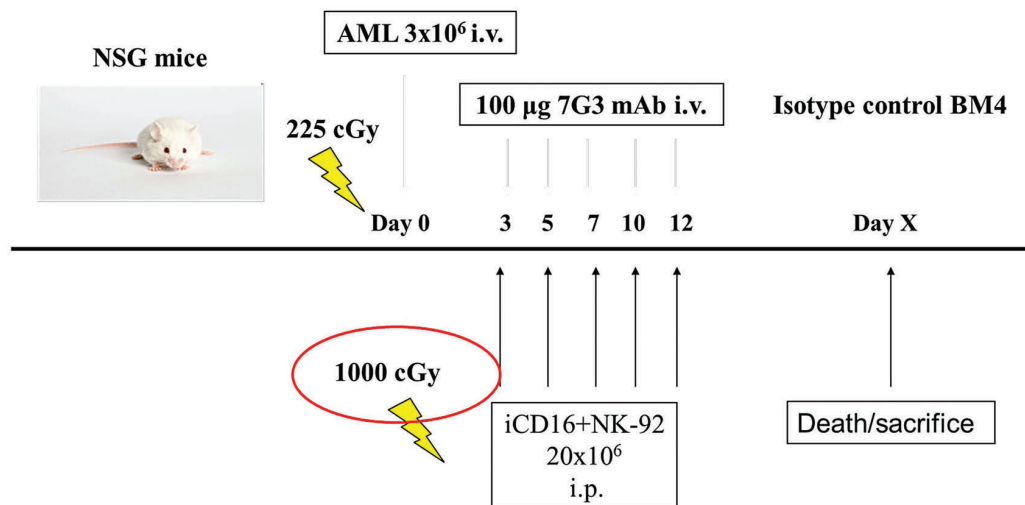 AML 3x10⁶ i.v.
NSG mice
100 μg 7G3 mAb i.v.
Isotype control BM4
225 cGy
Day 0
3
5
7
10
12
Day X
1000 cGy
iCD16+NK-92
20x10⁶
i.p.
Death/sacrifice